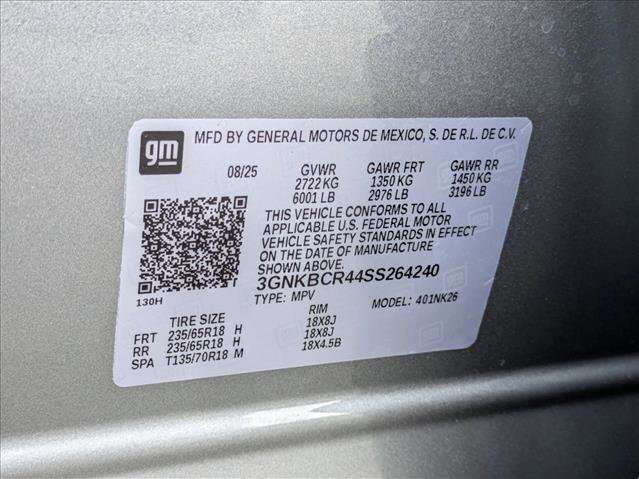 gm
MFD BY GENERAL MOTORS DE MEXICO, S. DE R.L. DE C.V.
08/25 GVWR GAWR FRT GAWR RR
2722 KG 1350 KG 1450 KG
6001 LB 2976 LB 3196 LB
THIS VEHICLE CONFORMS TO ALL
APPLICABLE U.S. FEDERAL MOTOR
VEHICLE SAFETY STANDARDS IN EFFECT
ON THE DATE OF MANUFACTURE
SHOWN ABOVE.
3GNKBCR44SS264240
130H
TYPE: MPV MODEL: 401NK26
TIRE SIZE RIM
FRT 235/65R18 H 18X8J
RR 235/65R18 H 18X8J
SPA T135/70R18 M 18X4.5B